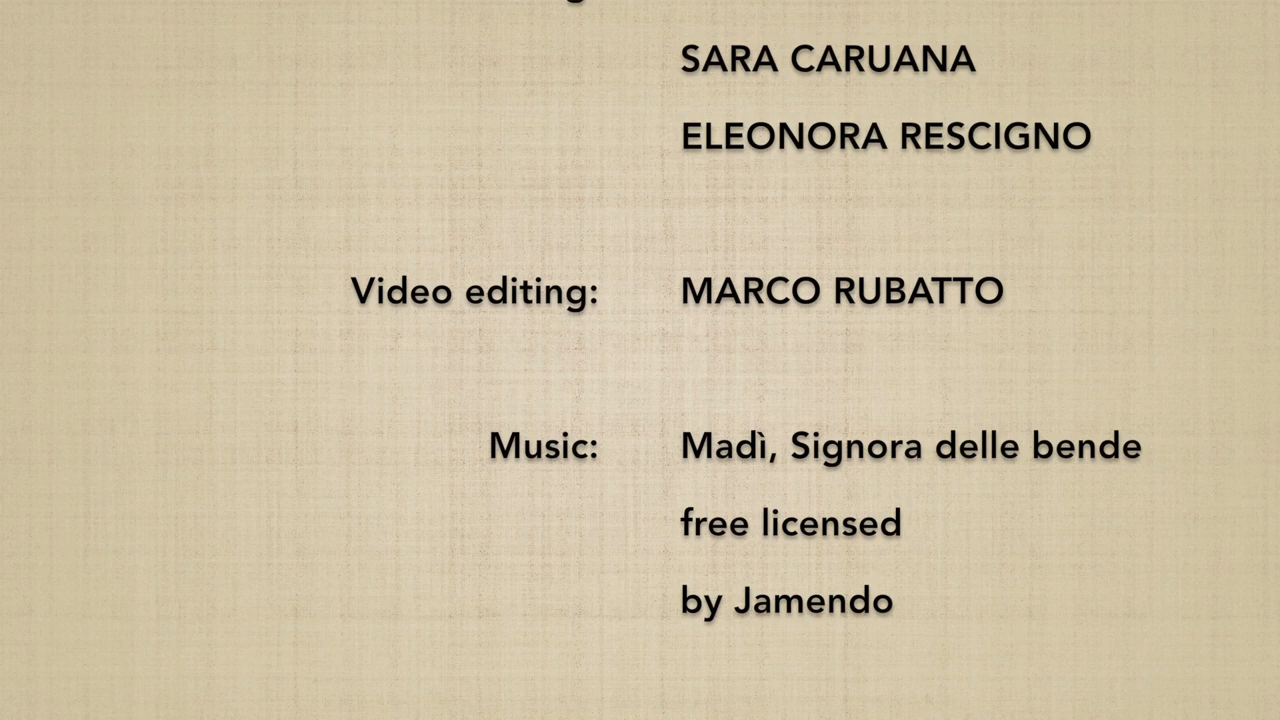 SARA CARUANA
ELEONORA RESCIGNO
Video editing: MARCO RUBATTO
Music: Madì, Signora delle bende
free licensed
by Jamendo